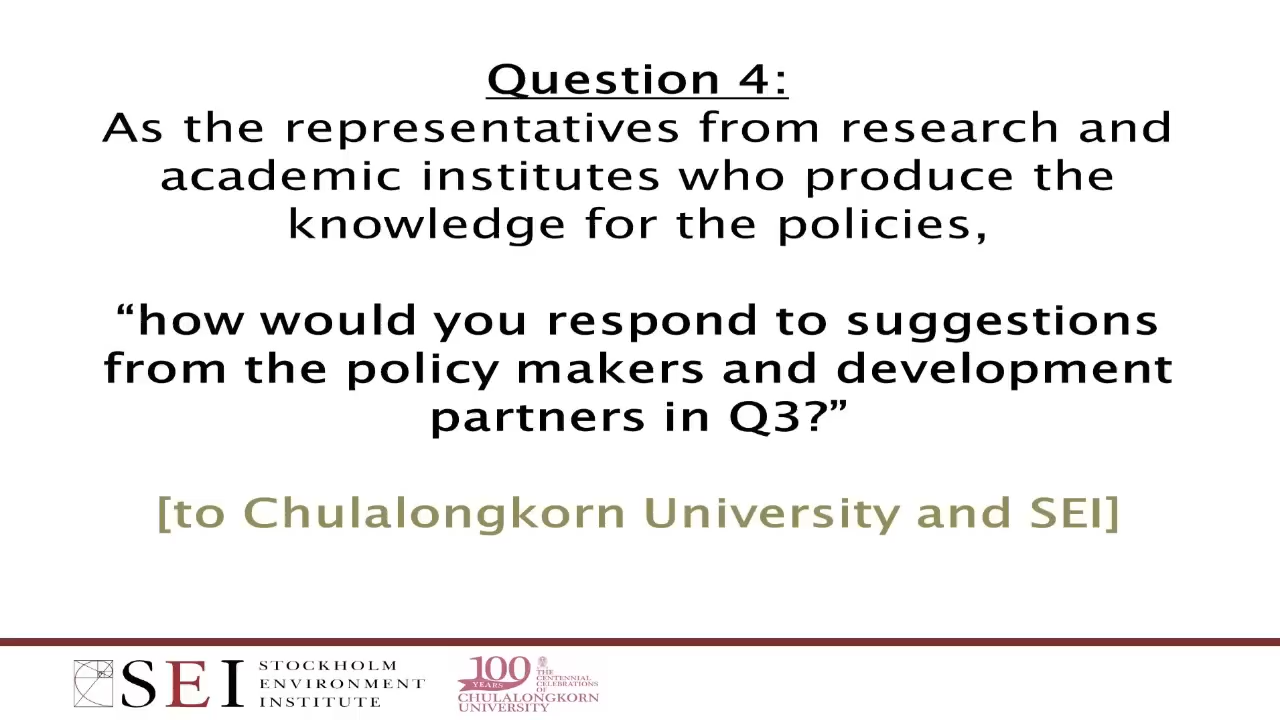 Question 4:
As the representatives from research and
academic institutes who produce the
knowledge for the policies,
“how would you respond to suggestions
from the policy makers and development
partners in Q3?”
[to Chulalongkorn University and SEI]
SEI
STOCKHOLM
ENVIRONMENT
INSTITUTE
100
YEARS
THE
CENTENNIAL
CELEBRATIONS
OF
CHULALONGKORN
UNIVERSITY